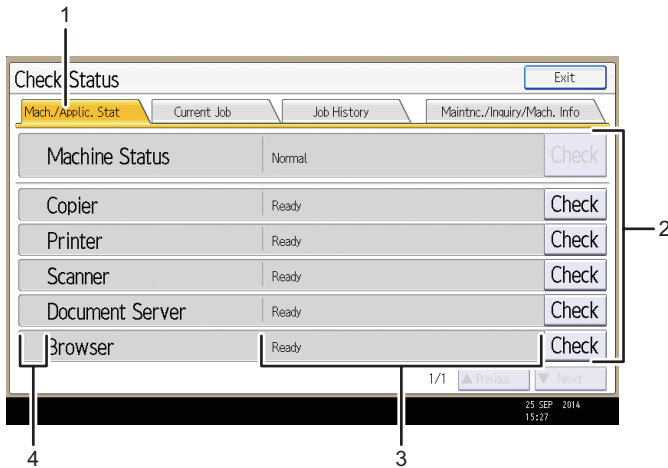 1
Check Status
Exit
Mach./Applic. Stat
Current Job
Job History
Maintnc./Inquiry/Mach. Info
Machine Status
Normal
Check
Copier
Ready
Check
2
Printer
Ready
Check
Scanner
Ready
Check
Document Server
Ready
Check
Browser
Ready
Check
1/1
▲ Previous
▼ Next
25 SEP 2014
15:27
4
3